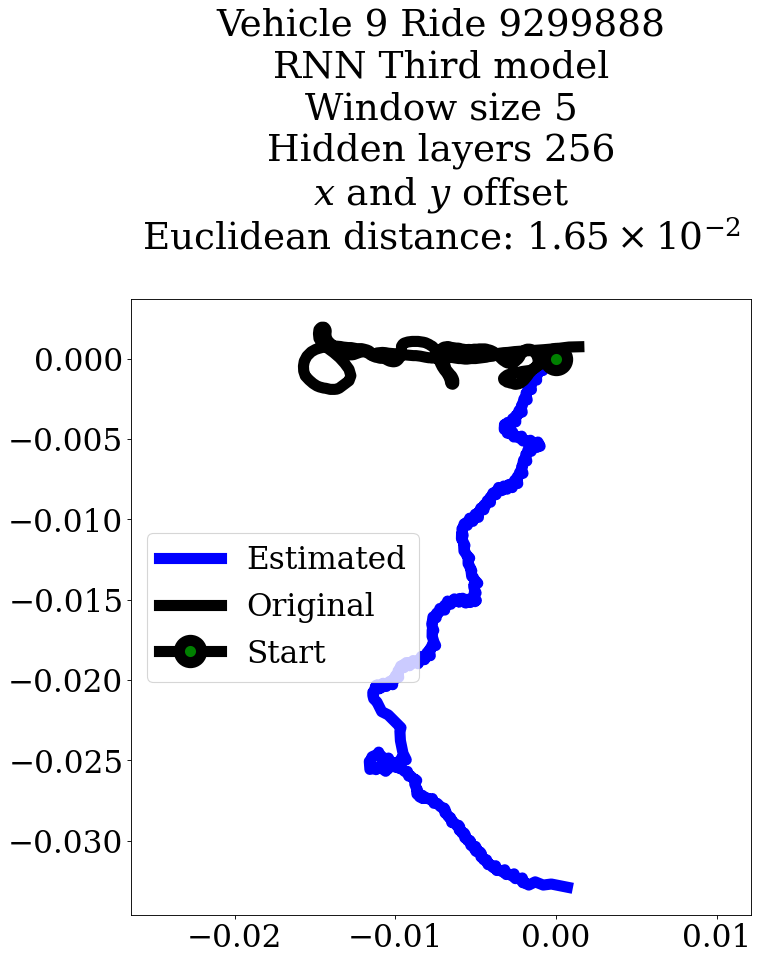 Vehicle 9 Ride 9299888
RNN Third model
Window size 5
Hidden layers 256
x and y offset
Euclidean distance: 1.65 × 10⁻²
0.000
−0.005
−0.010
−0.015
−0.020
−0.025
−0.030
Estimated
Original
Start
−0.02 −0.01 0.00 0.01